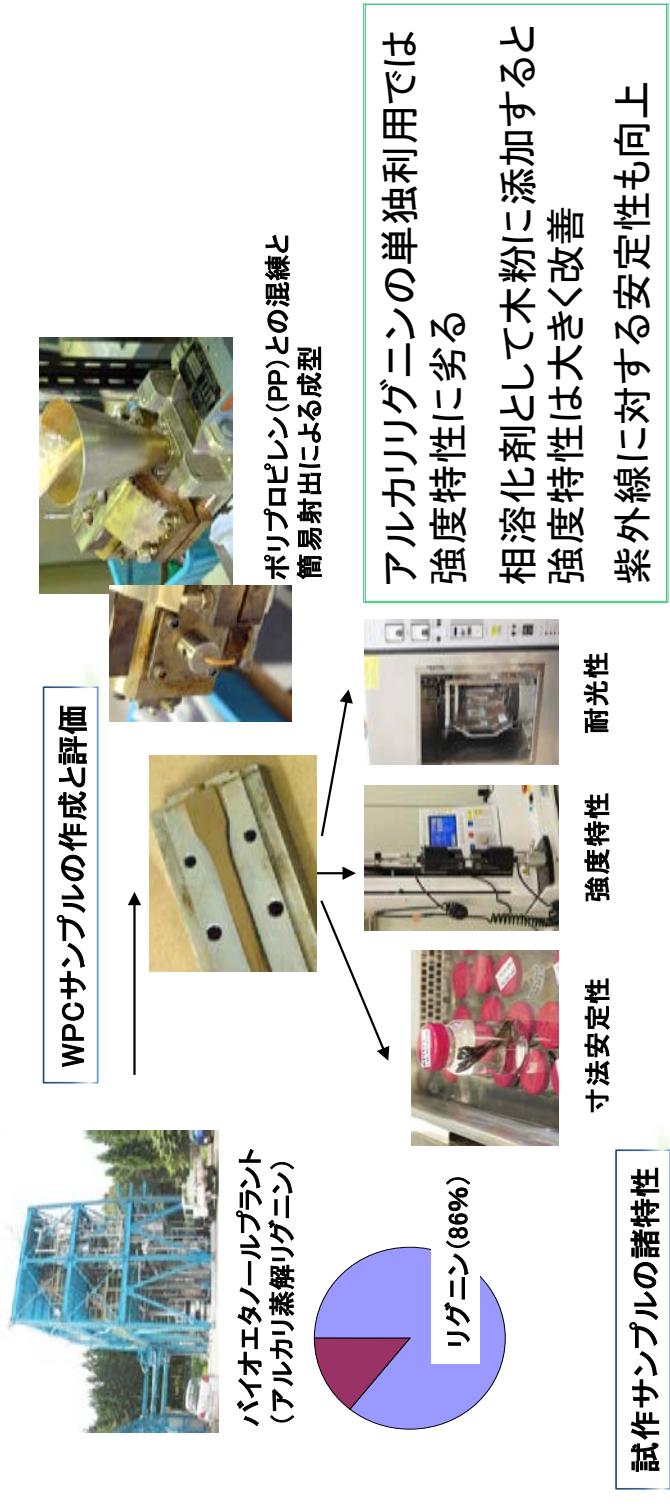 WPCサンプルの作成と評価
バイオエタノールプラント
（アルカリ蒸解リグニン）
リグニン（86%）
ポリプロピレン（PP）との混練と
簡易射出による成型
寸法安定性
強度特性
耐光性
アルカリリグニンの単独利用では
強度特性に劣る
相溶化剤として木粉に添加すると
強度特性は大きく改善
紫外線に対する安定性も向上
試作サンプルの諸特性